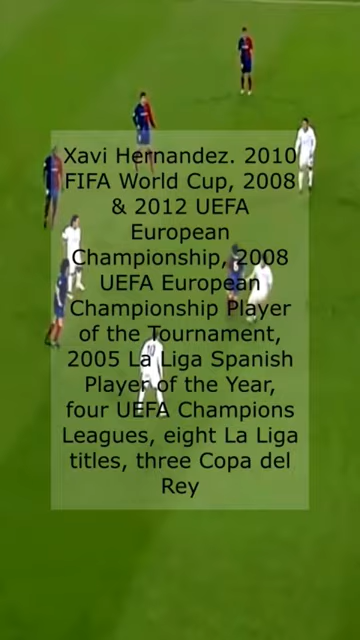 Xavi Hernandez. 2010
FIFA World Cup, 2008
& 2012 UEFA
European
Championship, 2008
UEFA European
Championship Player
of the Tournament,
2005 La Liga Spanish
Player of the Year,
four UEFA Champions
Leagues, eight La Liga
titles, three Copa del
Rey